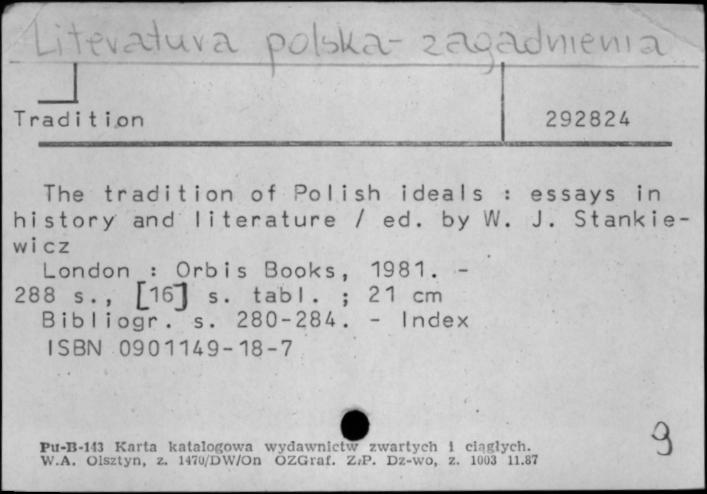 Literatura polska - zagadnienia
Tradition 292824
The tradition of Polish ideals : essays in
history and literature / ed. by W. J. Stankie-
wicz
London : Orbis Books, 1981. -
288 s., [16] s. tabl. ; 21 cm
Bibliogr. s. 280-284. - Index
ISBN 0901149-18-7
9
Pu-B-143 Karta katalogowa wydawnictw zwartych i ciągłych.
W.A. Olsztyn, z. 1470/DW/On OZGraf. Z.P. Dz-wo, z. 1003 11.87